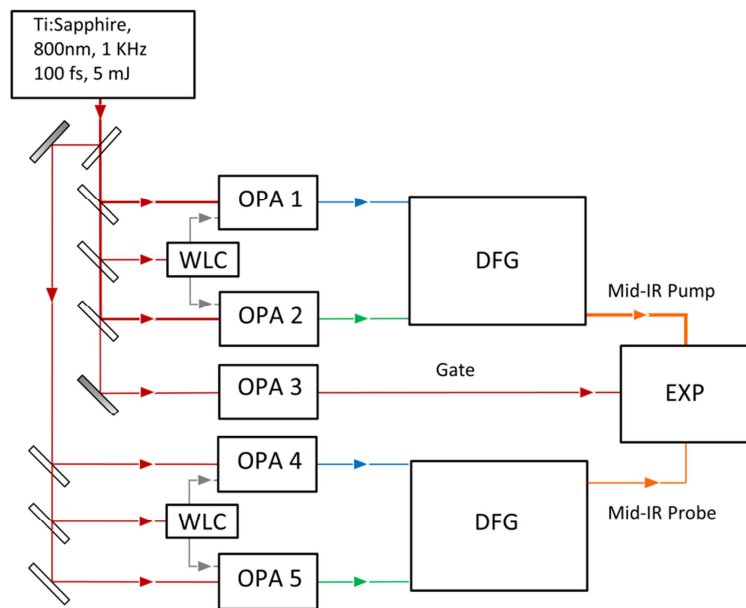 Ti:Sapphire,
800nm, 1 KHz
100 fs, 5 mJ
OPA 1
WLC
DFG
OPA 2
Mid-IR Pump
OPA 3
Gate
EXP
OPA 4
WLC
DFG
Mid-IR Probe
OPA 5